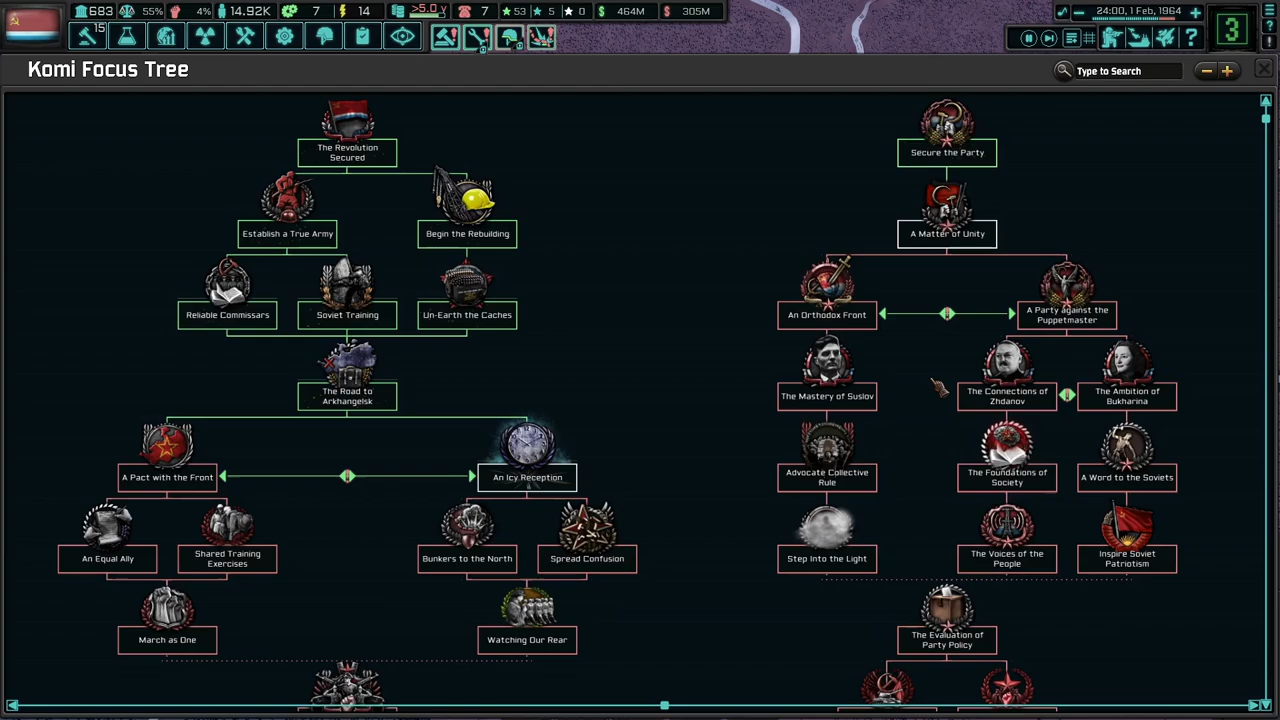 683 55% 4% 14.92K 7 14 >5.0 y 7 53 5 0 464M 305M 24:00, 1 Feb, 1964
15
3
Komi Focus Tree
Type to Search
The Revolution
Secured
Secure the Party
Establish a True Army
Begin the Rebuilding
A Matter of Unity
Reliable Commissars
Soviet Training
Un-Earth the Caches
An Orthodox Front
A Party against the
Puppetmaster
The Road to
Arkhangelsk
The Mastery of Suslov
The Connections of
Zhdanov
The Ambition of
Bukharina
A Pact with the Front
An Icy Reception
Advocate Collective
Rule
The Foundations of
Society
A Word to the Soviets
An Equal Ally
Shared Training
Exercises
Bunkers to the North
Spread Confusion
Step Into the Light
The Voices of the
People
Inspire Soviet
Patriotism
March as One
Watching Our Rear
The Evaluation of
Party Policy